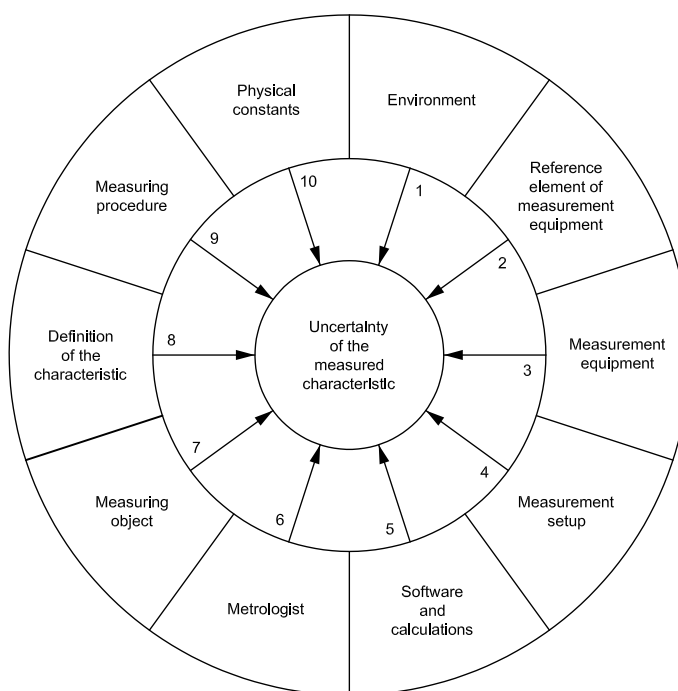 Physical
constants
Environment
Reference
element of
measurement
equipment
Measurement
equipment
Measurement
setup
Software
and
calculations
Metrologist
Measuring
object
Definition
of the
characteristic
Measuring
procedure
1
2
3
4
5
6
7
8
9
10
Uncertainty
of the
measured
characteristic